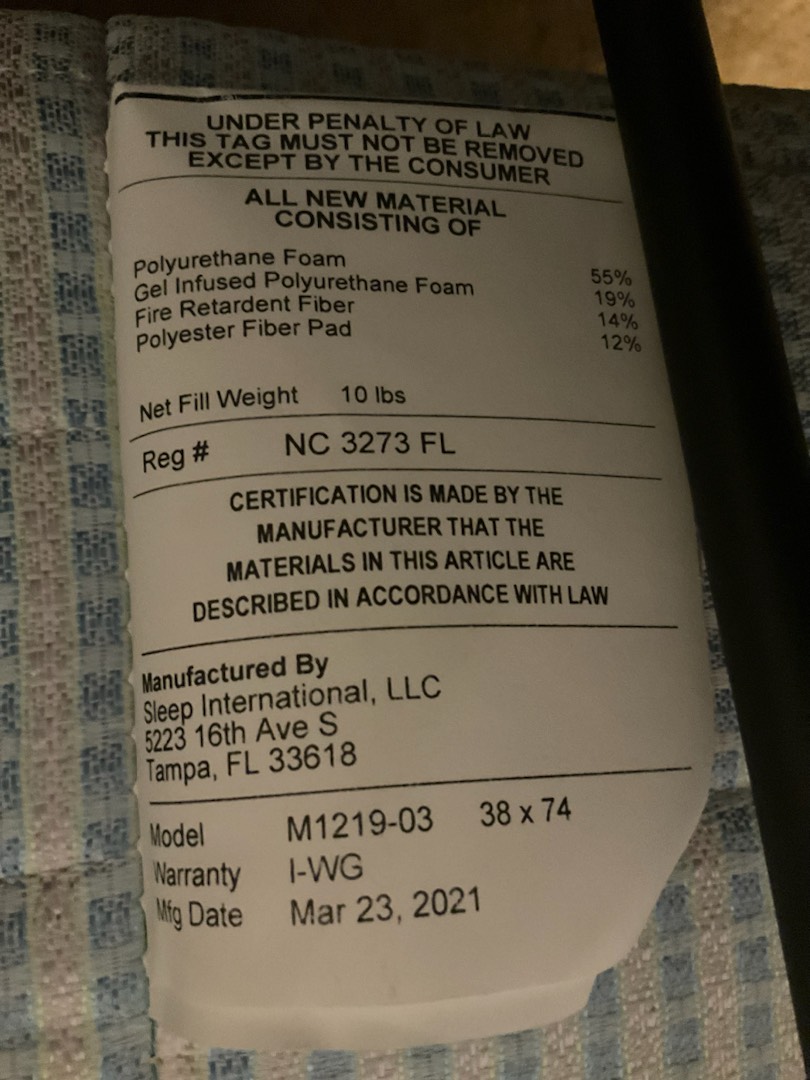 UNDER PENALTY OF LAW
THIS TAG MUST NOT BE REMOVED
EXCEPT BY THE CONSUMER
ALL NEW MATERIAL
CONSISTING OF
Polyurethane Foam 55%
Gel Infused Polyurethane Foam 19%
Fire Retardent Fiber 14%
Polyester Fiber Pad 12%
Net Fill Weight 10 lbs
Reg # NC 3273 FL
CERTIFICATION IS MADE BY THE
MANUFACTURER THAT THE
MATERIALS IN THIS ARTICLE ARE
DESCRIBED IN ACCORDANCE WITH LAW
Manufactured By
Sleep International, LLC
5223 16th Ave S
Tampa, FL 33618
Model M1219-03 38 x 74
Warranty I-WG
Mfg Date Mar 23, 2021